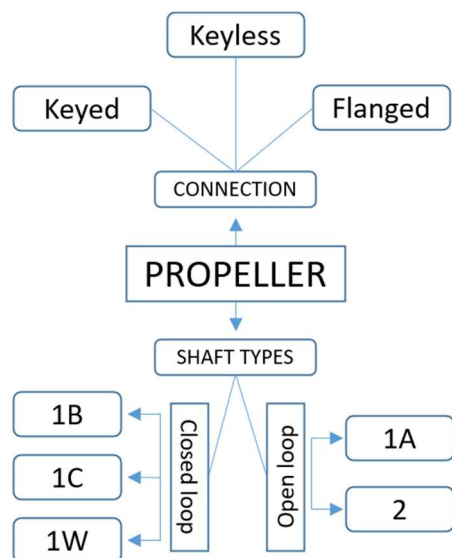 Keyless
Keyed
Flanged
CONNECTION
PROPELLER
SHAFT TYPES
1B
1C
1W
Closed loop
Open loop
1A
2